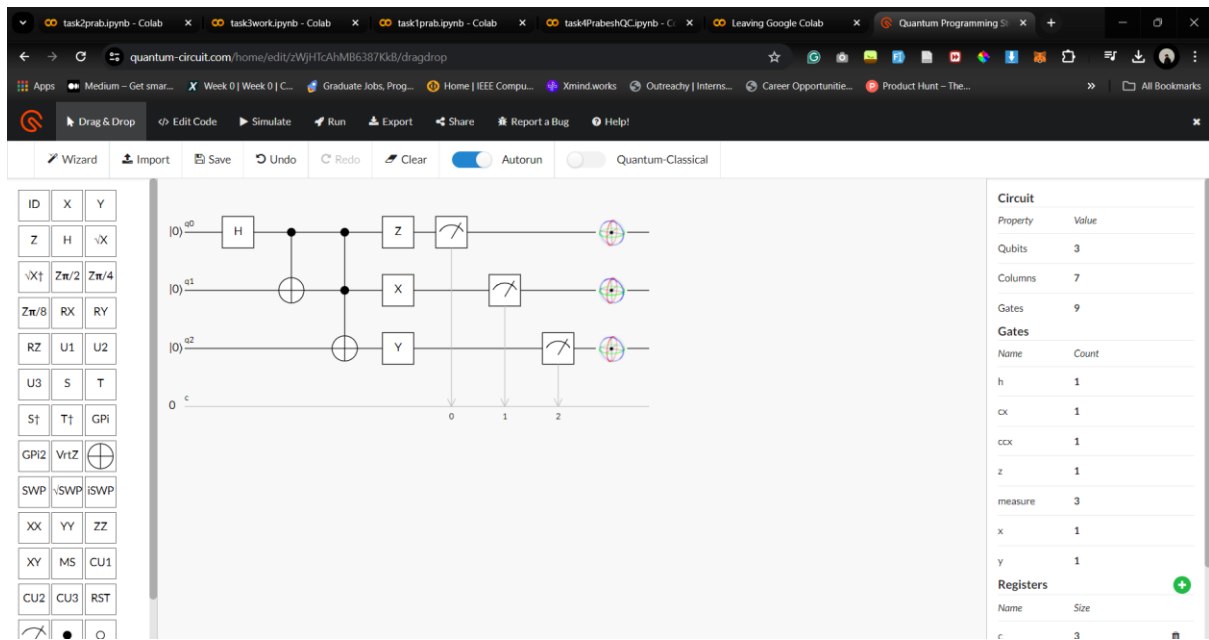 task2prab.ipynb - Colab
task3work.ipynb - Colab
task1prab.ipynb - Colab
task4PrabeshQC.ipynb - C
Leaving Google Colab
Quantum Programming St
quantum-circuit.com/home/edit/zWjHTcAhMB6387KkB/dragdrop
Apps
Medium – Get smar...
Week 0 | Week 0 | C...
Graduate Jobs, Prog...
Home | IEEE Compu...
Xmind.works
Outreachy | Interns...
Career Opportunitie...
Product Hunt – The...
»
All Bookmarks
Drag & Drop
</> Edit Code
Simulate
Run
Export
Share
Report a Bug
Help!
Wizard
Import
Save
Undo
Redo
Clear
Autorun
Quantum-Classical
ID X Y
Z H √X
√X† Zπ/2 Zπ/4
Zπ/8 RX RY
RZ U1 U2
U3 S T
S† T† GPi
GPi2 VrtZ
SWP √SWP iSWP
XX YY ZZ
XY MS CU1
CU2 CU3 RST
|0⟩ q0 H Z
|0⟩ q1 X
|0⟩ q2 Y
0 c
0 1 2
Circuit
Property Value
Qubits 3
Columns 7
Gates 9
Gates
Name Count
h 1
cx 1
ccx 1
z 1
measure 3
x 1
y 1
Registers
Name Size
c 3